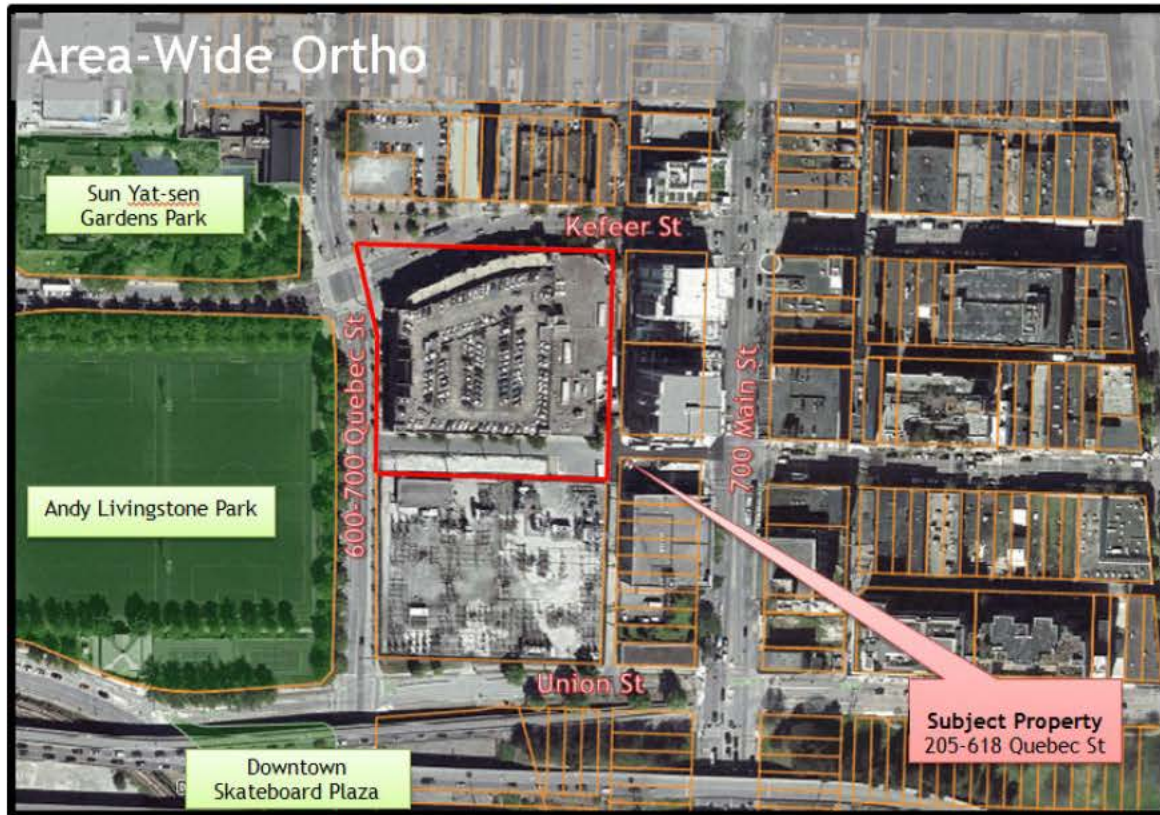 Area-Wide Ortho
Sun Yat-sen
Gardens Park
Kefeer St
600-700 Quebec St
700 Main St
Andy Livingstone Park
Union St
Subject Property
205-618 Quebec St
Downtown
Skateboard Plaza